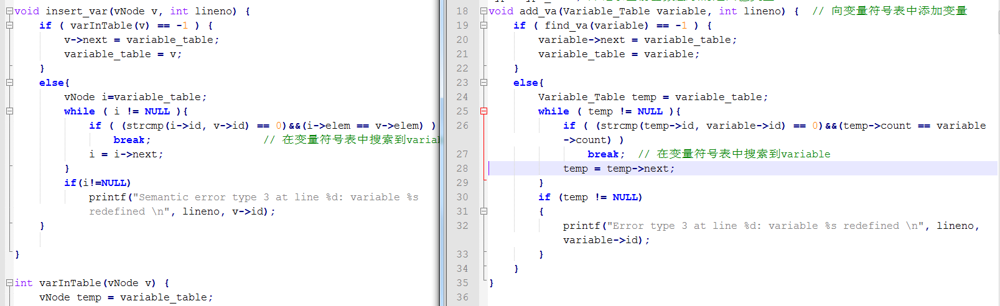 void insert_var(vNode v, int lineno) {
    if ( varInTable(v) == -1 ) {
        v->next = variable_table;
        variable_table = v;
    }
    else{
        vNode i=variable_table;
        while ( i != NULL ){
            if ( (strcmp(i->id, v->id) == 0)&&(i->elem == v->elem) )
                break;                  // 在变量符号表中搜索到
            i = i->next;
        }
        if(i!=NULL)
            printf("Semantic error type 3 at line %d: variable %s
            redefined \n", lineno, v->id);
    }
}
int varInTable(vNode v) {
    vNode temp = variable_table;
18 void add_va(Variable_Table variable, int lineno) {  // 向变量符号表中添加变量
19     if ( find_va(variable) == -1 ) {
20         variable->next = variable_table;
21         variable_table = variable;
22     }
23     else{
24         Variable_Table temp = variable_table;
25         while ( temp != NULL ){
26             if ( (strcmp(temp->id, variable->id) == 0)&&(temp->count == variable
            ->count) )
27                 break;  // 在变量符号表中搜索到variable
28             temp = temp->next;
29         }
30         if (temp != NULL)
31         {
32             printf("Error type 3 at line %d: variable %s redefined \n", lineno,
            variable->id);
33         }
34     }
35 }
36